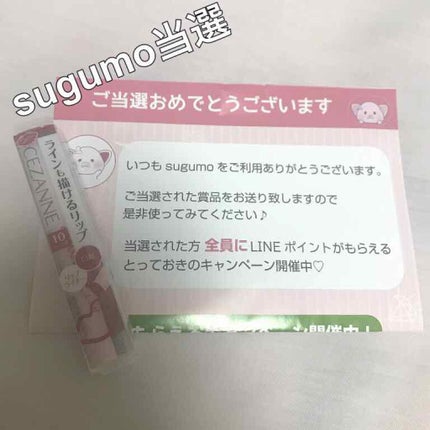 sugumo当選
ご当選おめでとうございます
いつも sugumo をご利用ありがとうございます。
ご当選された賞品をお送り致しますので
是非使ってみてください♪
当選された方 全員に LINE ポイントがもらえる
とっておきのキャンペーン開催中♡
開催中!
CEZANNE
ラインも描けるリップ
10